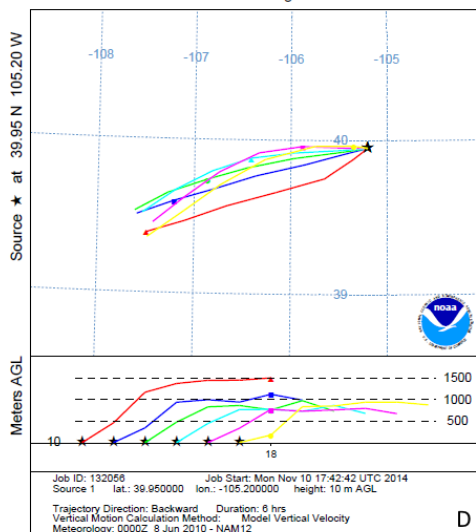 -108 -107 -106 -105
40
39
Source ★ at 39.95 N 105.20 W
noaa
Meters AGL
1500
1000
500
10
18
Job ID: 132056 Job Start: Mon Nov 10 17:42:42 UTC 2014
Source 1 lat.: 39.950000 lon.: -105.200000 height: 10 m AGL
Trajectory Direction: Backward Duration: 6 hrs
Vertical Motion Calculation Method: Model Vertical Velocity
Meteorology: 0000Z 8 Jun 2010 - NAM12
D